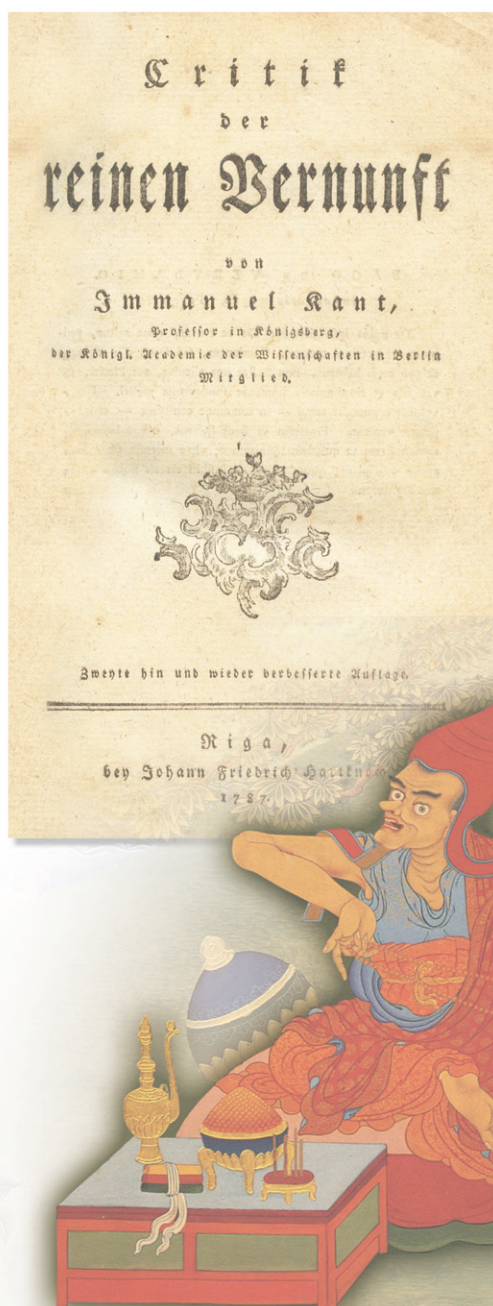 Critik
der
reinen Vernunft
von
Immanuel Kant,
Professor in Königsberg,
der Königl. Academie der Wissenschaften in Berlin
Mitglied.
Zweyte hin und wieder verbesserte Auflage.
Riga,
bey Johann Friedrich
1787.